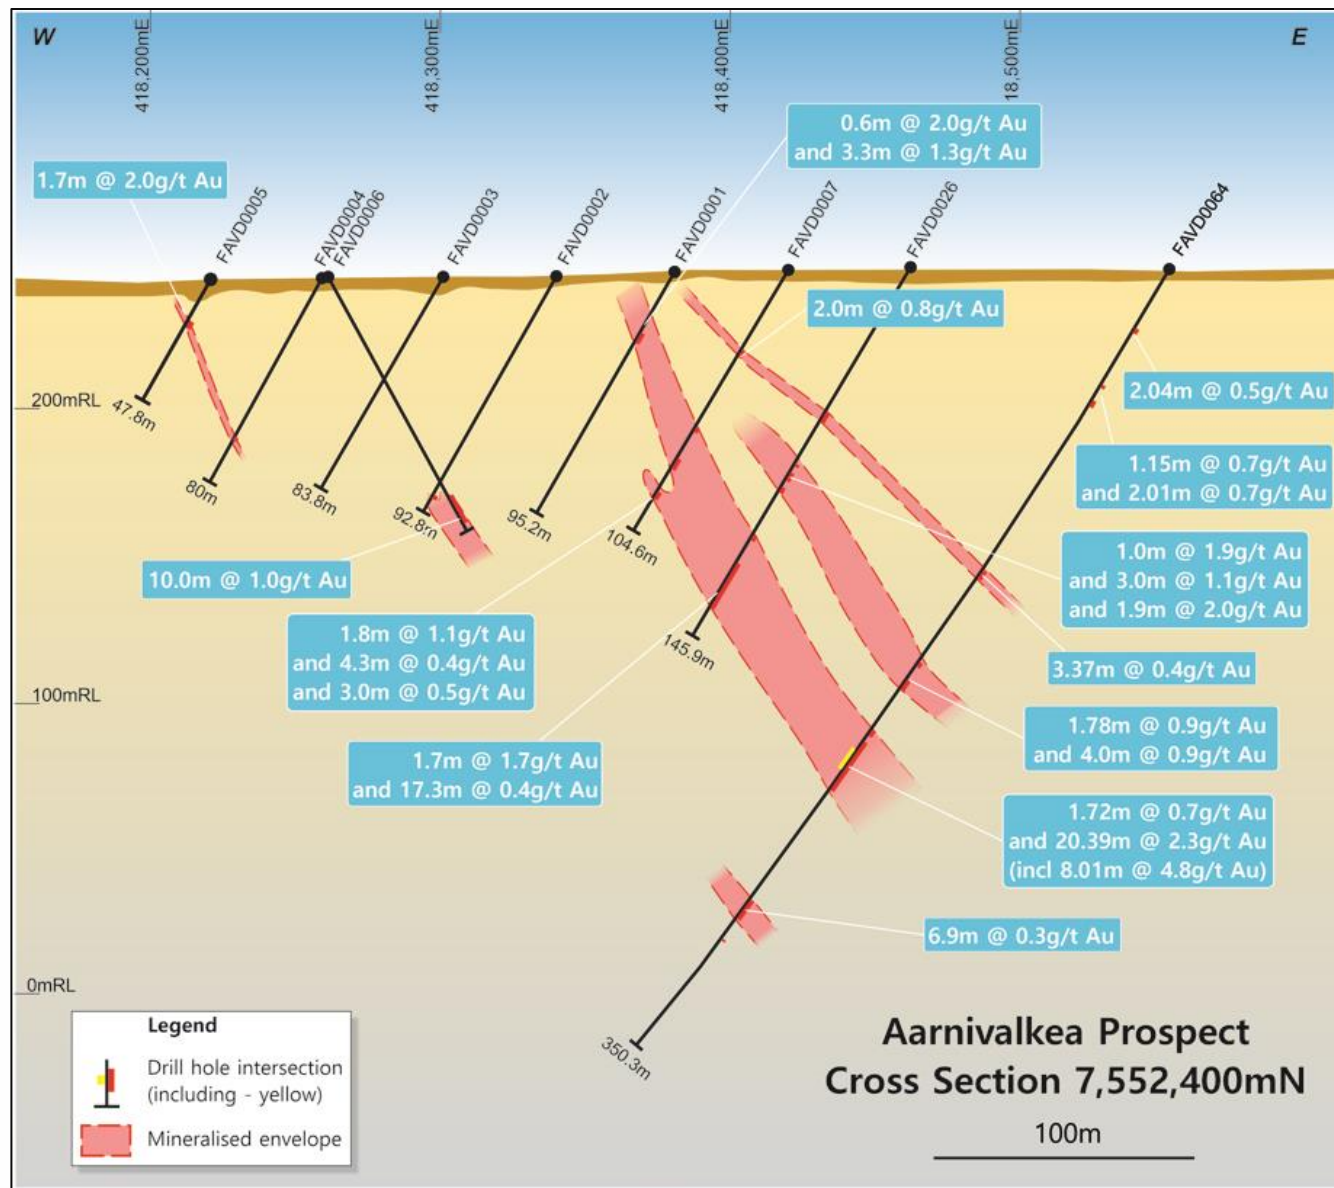 W
418,200mE
418,300mE
418,400mE
18,500mE
E
0.6m @ 2.0g/t Au
and 3.3m @ 1.3g/t Au
1.7m @ 2.0g/t Au
FAVD0005
FAVD0004
FAVD0006
FAVD0003
FAVD0002
FAVD0001
FAVD0007
FAVD0026
FAVD0064
2.0m @ 0.8g/t Au
200mRL
47.8m
2.04m @ 0.5g/t Au
1.15m @ 0.7g/t Au
and 2.01m @ 0.7g/t Au
80m
83.8m
92.8m
95.2m
104.6m
145.9m
1.0m @ 1.9g/t Au
and 3.0m @ 1.1g/t Au
and 1.9m @ 2.0g/t Au
10.0m @ 1.0g/t Au
1.8m @ 1.1g/t Au
and 4.3m @ 0.4g/t Au
and 3.0m @ 0.5g/t Au
3.37m @ 0.4g/t Au
100mRL
1.78m @ 0.9g/t Au
and 4.0m @ 0.9g/t Au
1.7m @ 1.7g/t Au
and 17.3m @ 0.4g/t Au
1.72m @ 0.7g/t Au
and 20.39m @ 2.3g/t Au
(incl 8.01m @ 4.8g/t Au)
6.9m @ 0.3g/t Au
0mRL
350.3m
Legend
Drill hole intersection
(including - yellow)
Mineralised envelope
Aarnivalkea Prospect
Cross Section 7,552,400mN
100m